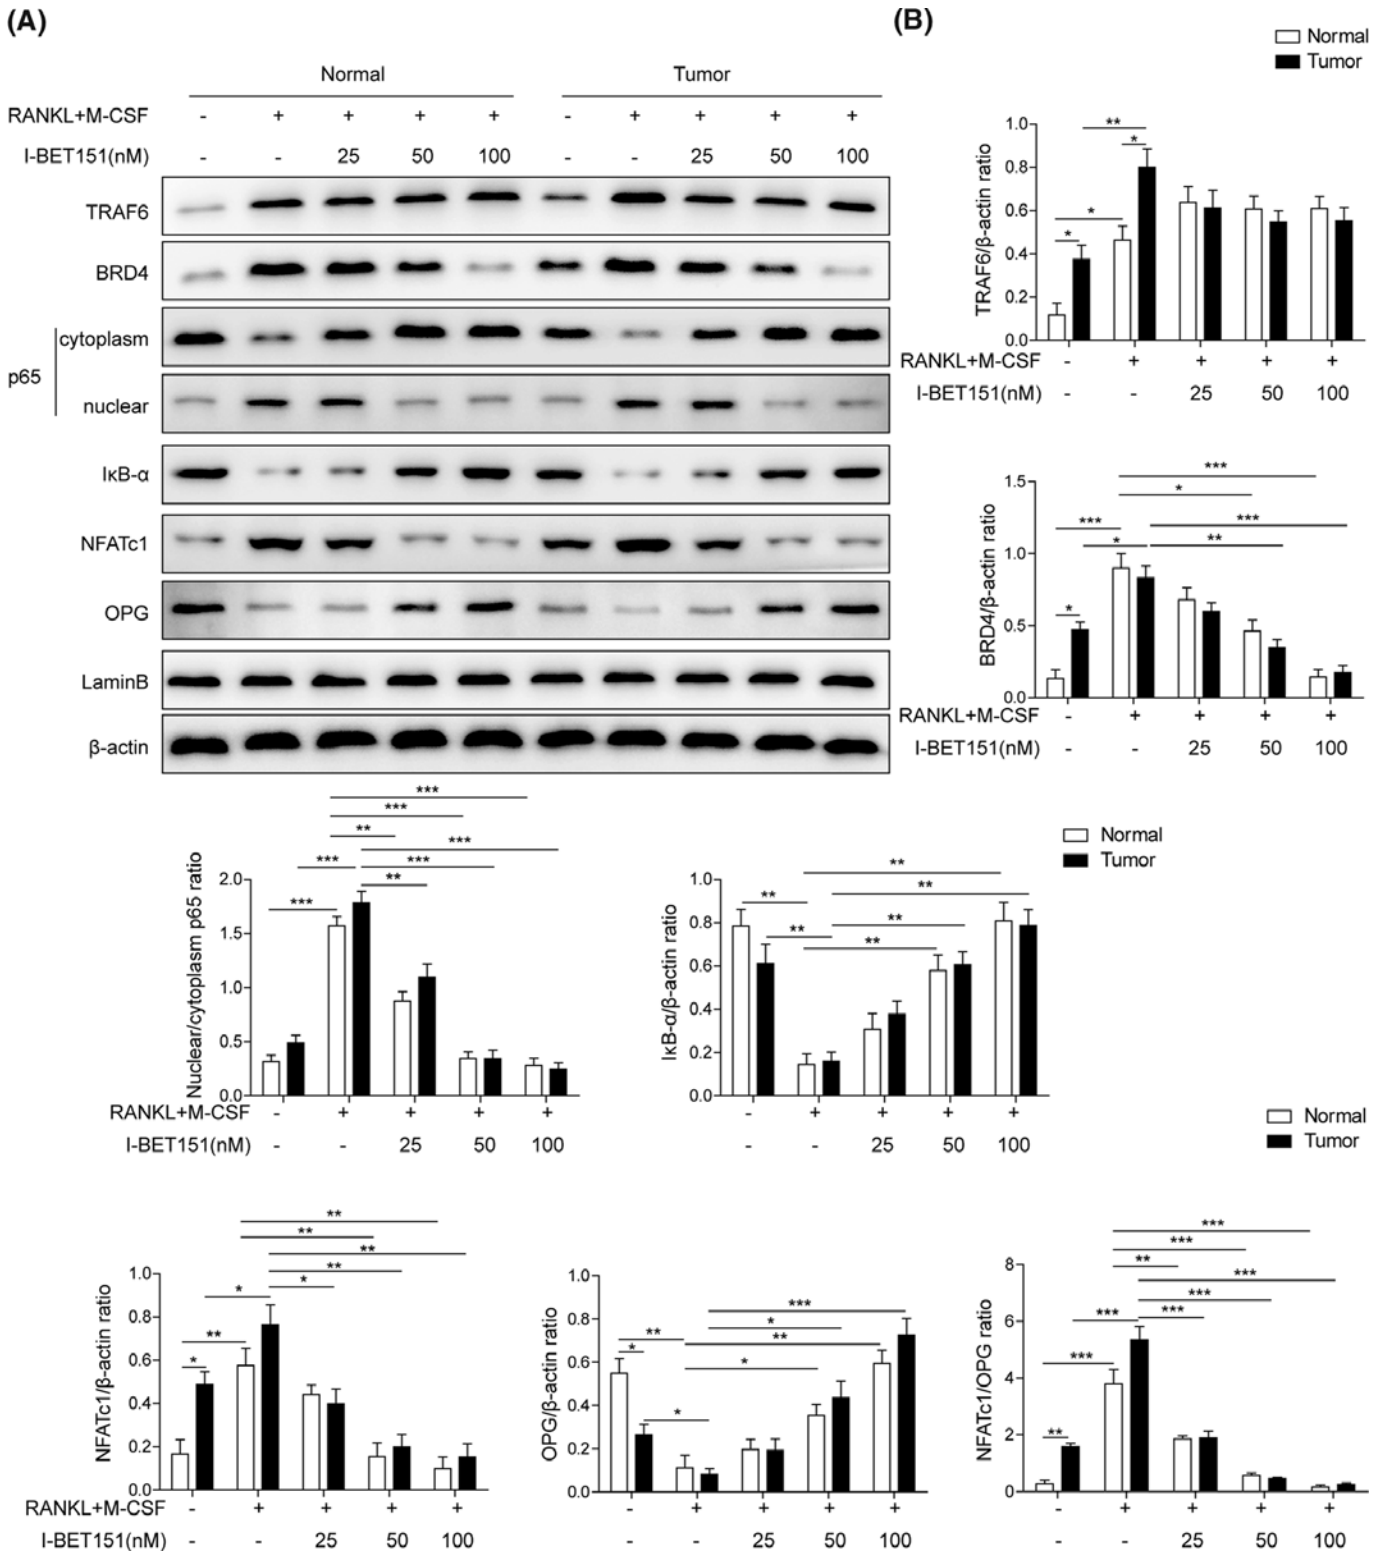 (A)
Normal Tumor
RANKL+M-CSF - + + + + - + + + +
I-BET151(nM) - - 25 50 100 - - 25 50 100
TRAF6
BRD4
p65
cytoplasm
nuclear
IκB-α
NFATc1
OPG
LaminB
β-actin
(B)
Normal
Tumor
TRAF6/β-actin ratio
1.0
0.8
0.6
0.4
0.2
0.0
* * * **
RANKL+M-CSF - + + + +
I-BET151(nM) - - 25 50 100
BRD4/β-actin ratio
1.5
1.0
0.5
0.0
***
*
*** ***
* **
*
RANKL+M-CSF - + + + +
I-BET151(nM) - - 25 50 100
Nuclear/cytoplasm p65 ratio
2.0
1.5
1.0
0.5
0.0
***
***
**
***
*** ***
**
***
RANKL+M-CSF - + + + +
I-BET151(nM) - - 25 50 100
Normal
Tumor
IκB-α/β-actin ratio
1.0
0.8
0.6
0.4
0.2
0.0
**
**
**
**
** **
- + + + +
- - 25 50 100
Normal
Tumor
NFATc1/β-actin ratio
1.0
0.8
0.6
0.4
0.2
0.0
**
**
**
**
* *
**
*
RANKL+M-CSF - + + + +
I-BET151(nM) - - 25 50 100
OPG/β-actin ratio
1.0
0.8
0.6
0.4
0.2
0.0
***
*
** **
* *
*
- + + + +
- - 25 50 100
NFATc1/OPG ratio
8
6
4
2
0
***
***
**
***
***
*** ***
***
**
- + + + +
- - 25 50 100